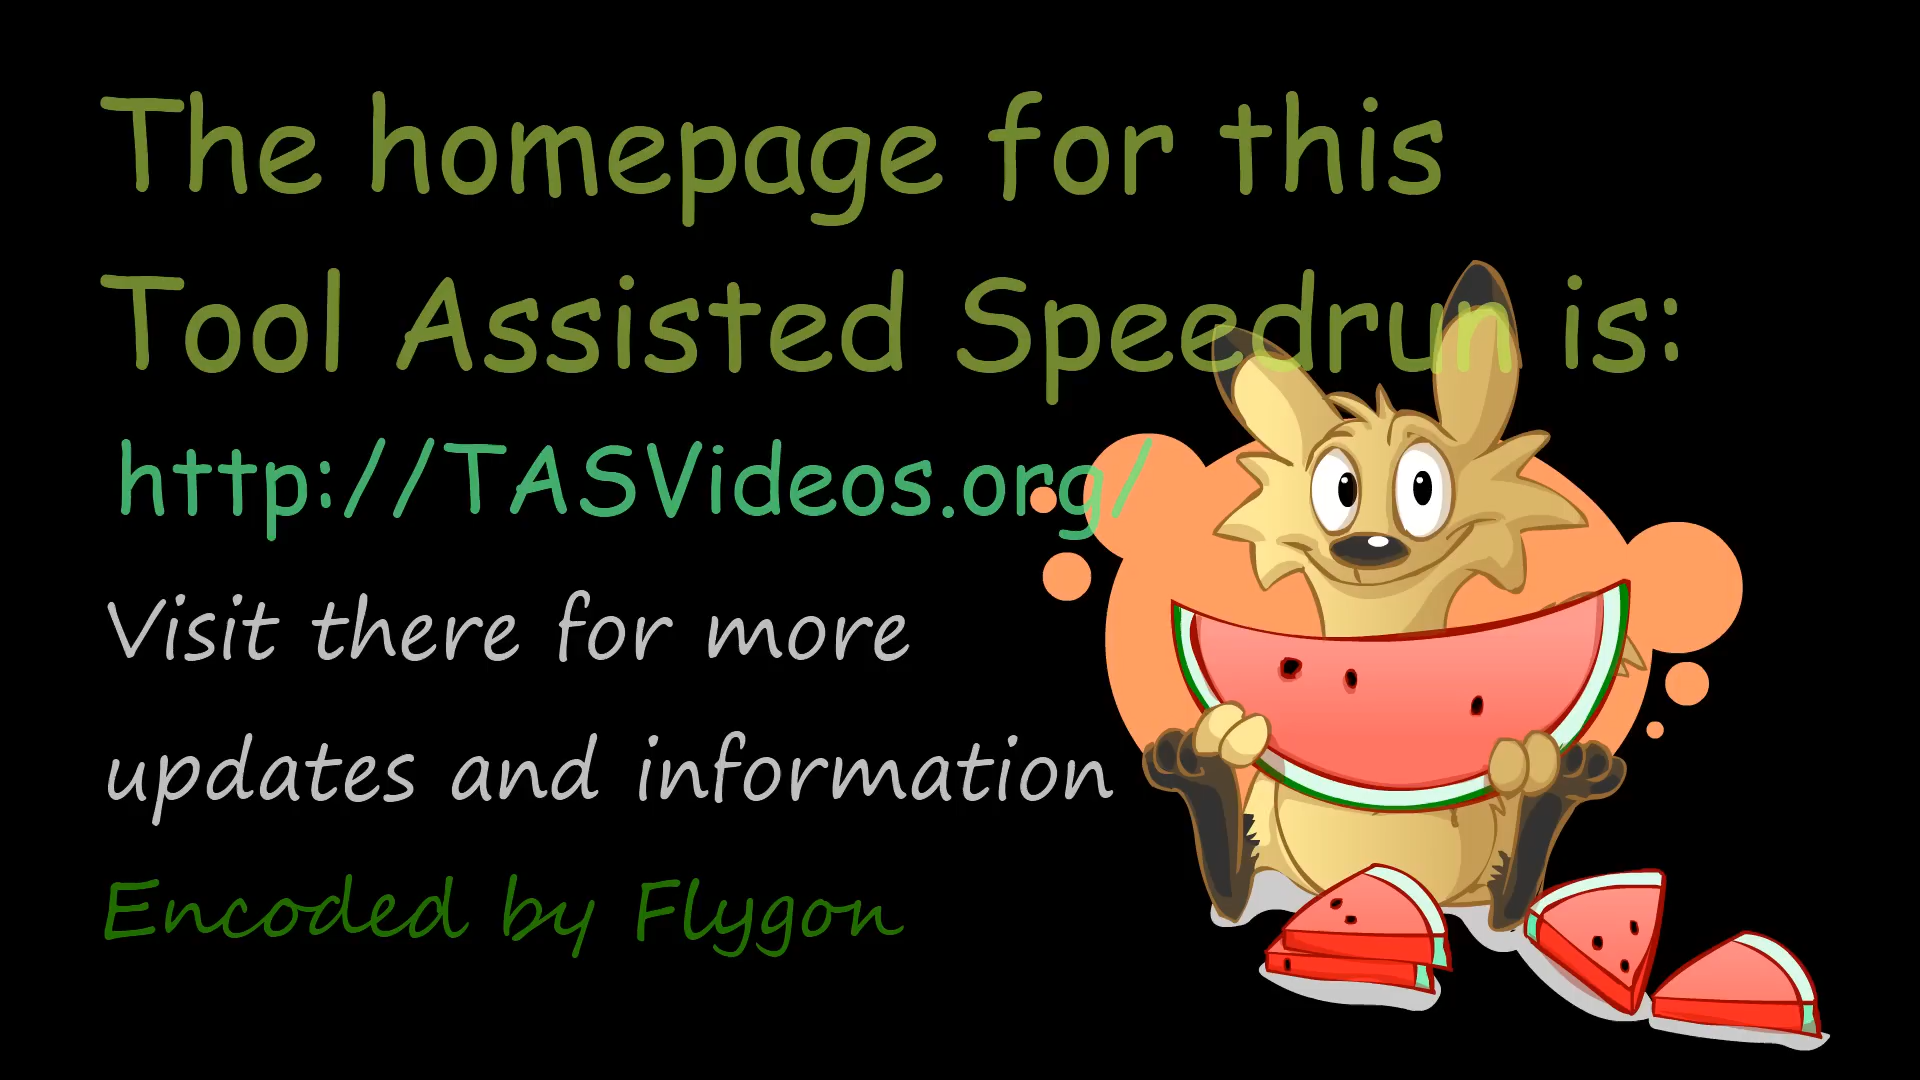 The homepage for this
Tool Assisted Speedrun is:
http://TASVideos.org/
Visit there for more
updates and information
Encoded by Flygon